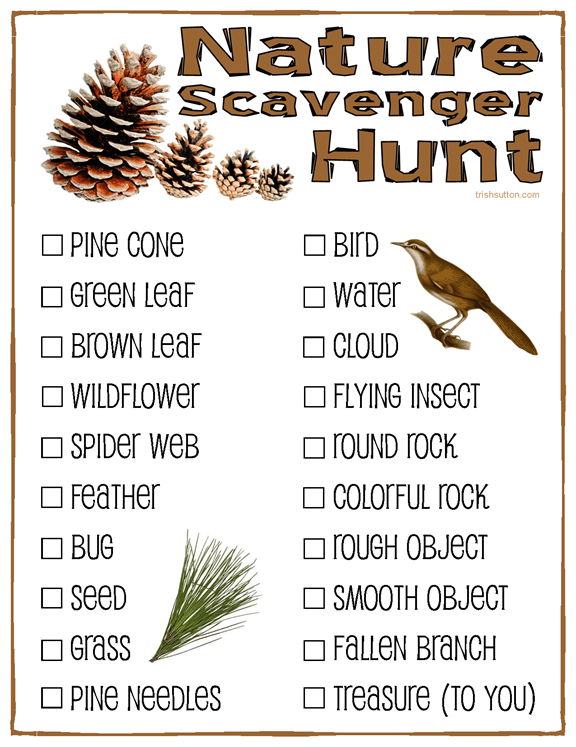 Nature
Scavenger
Hunt
trishsutton.com
PINE CONE
GREEN LEAF
BROWN LEAF
WILDFLOWER
SPIDER WEB
FEATHER
BUG
SEED
GRASS
PINE NEEDLES
BIRD
WATER
CLOUD
FLYING INSECT
ROUND ROCK
COLORFUL ROCK
ROUGH OBJECT
SMOOTH OBJECT
FALLEN BRANCH
TREASURE (TO YOU)